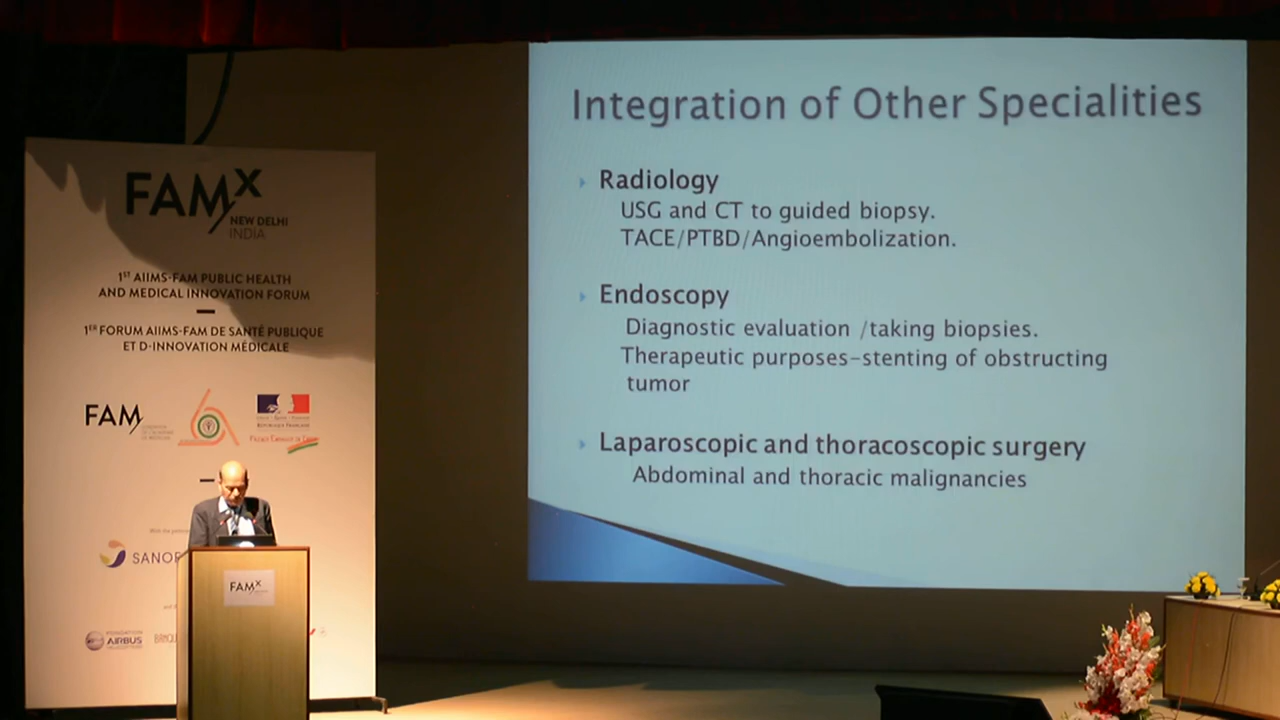 FAMx
NEW DELHI
INDIA
1ST AIIMS-FAM PUBLIC HEALTH
AND MEDICAL INNOVATION FORUM
1ER FORUM AIIMS-FAM DE SANTÉ PUBLIQUE
ET D-INNOVATION MÉDICALE
FAM
SANOF
AIRBUS
FAMx
Integration of Other Specialities
Radiology
USG and CT to guided biopsy.
TACE/PTBD/Angioembolization.
Endoscopy
Diagnostic evaluation /taking biopsies.
Therapeutic purposes-stenting of obstructing
tumor
Laparoscopic and thoracoscopic surgery
Abdominal and thoracic malignancies